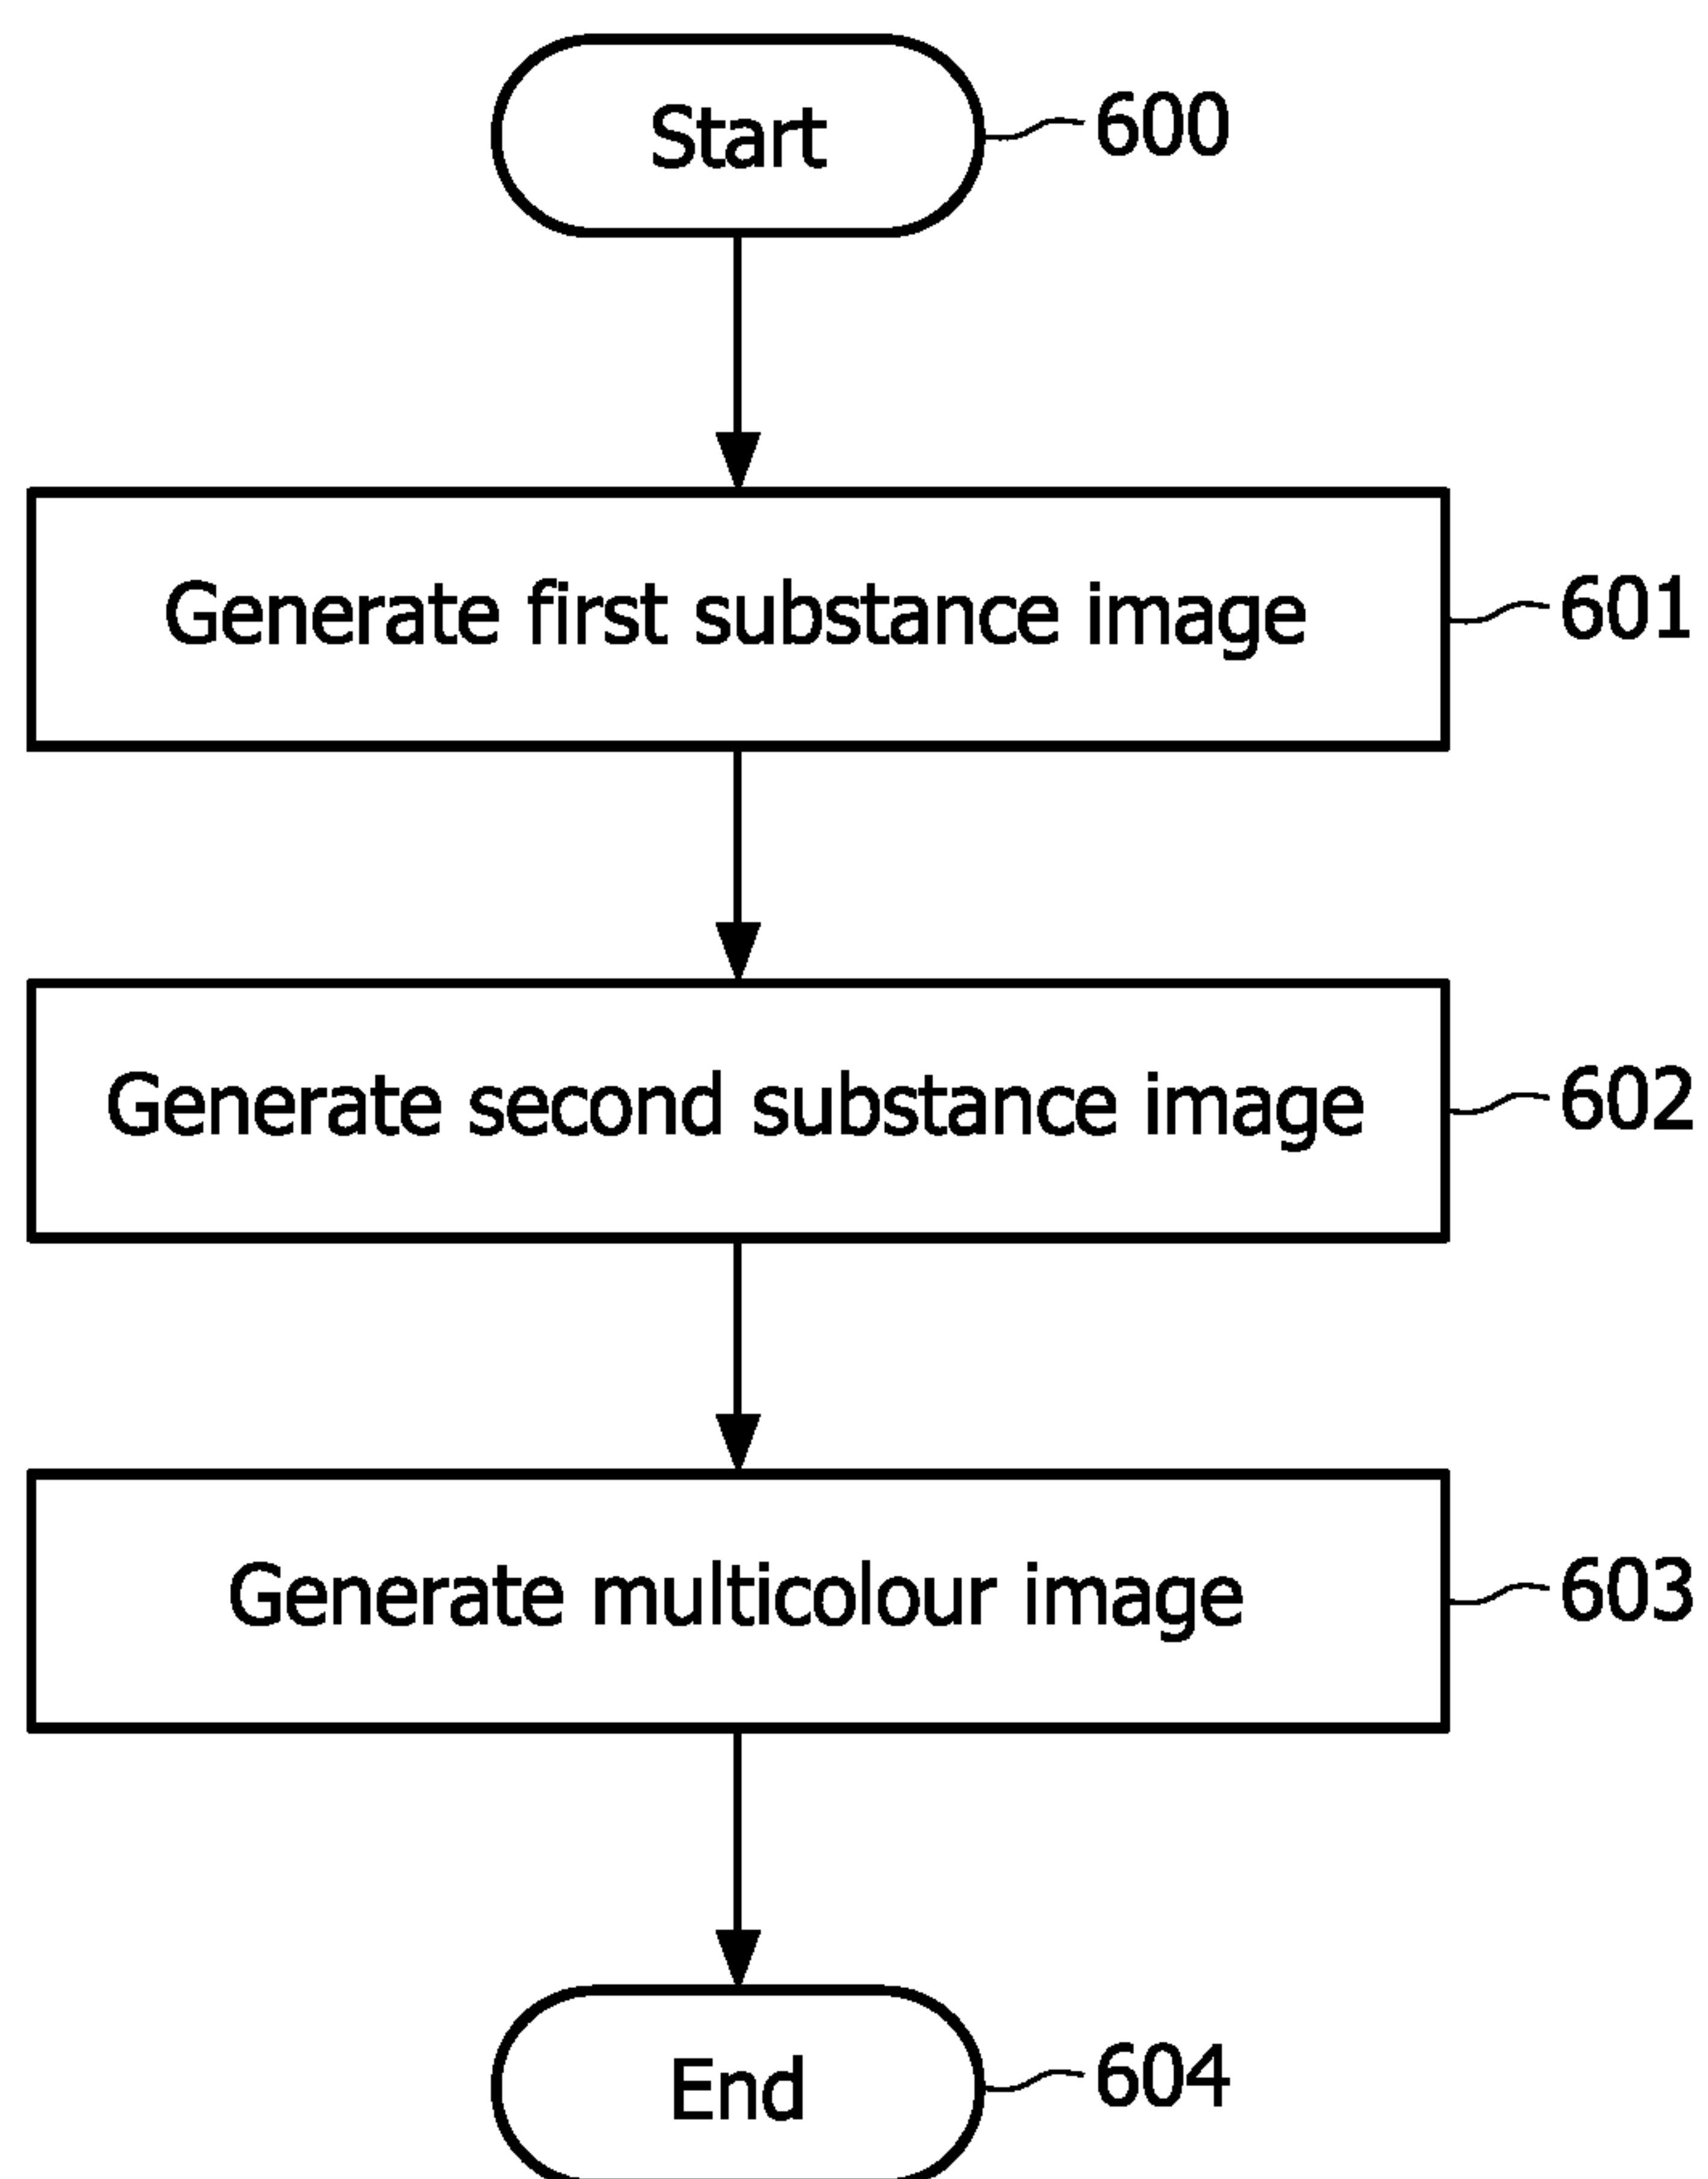 Start
600
Generate first substance image
601
Generate second substance image
602
Generate multicolour image
603
End
604